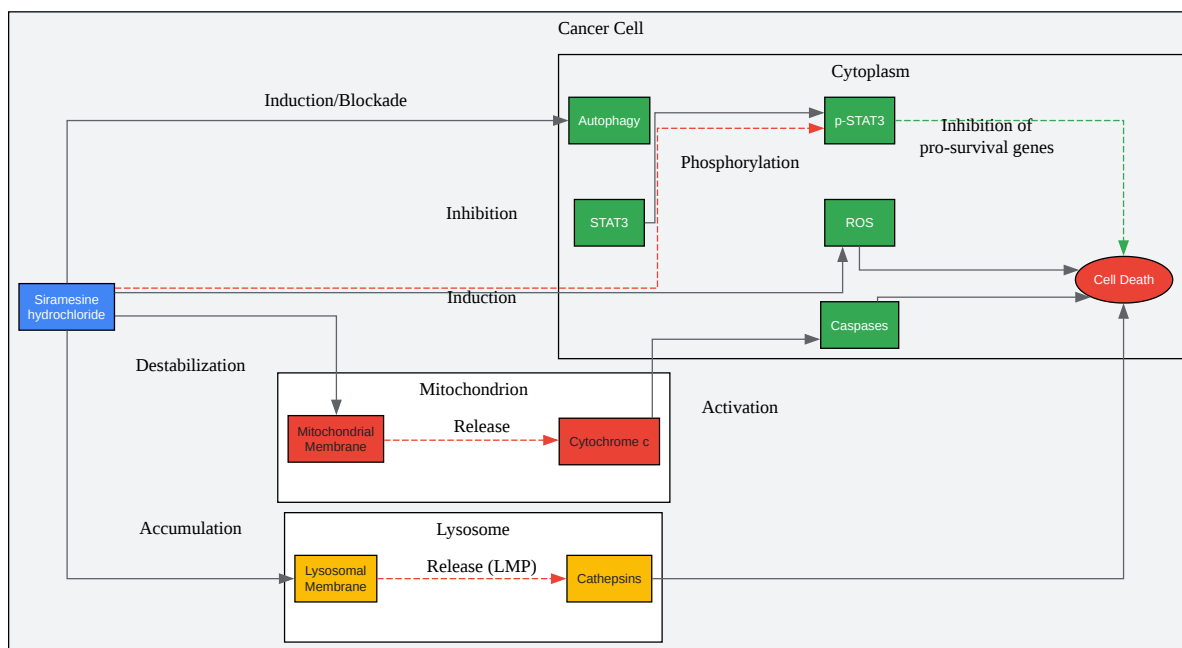 Cancer Cell
Cytoplasm
Induction/Blockade
Autophagy
p-STAT3
Inhibition of
pro-survival genes
Phosphorylation
Inhibition
STAT3
ROS
Siramesine
hydrochloride
Induction
Cell Death
Caspases
Destabilization
Mitochondrion
Activation
Mitochondrial
Membrane
Release
Cytochrome c
Accumulation
Lysosome
Lysosomal
Membrane
Release (LMP)
Cathepsins